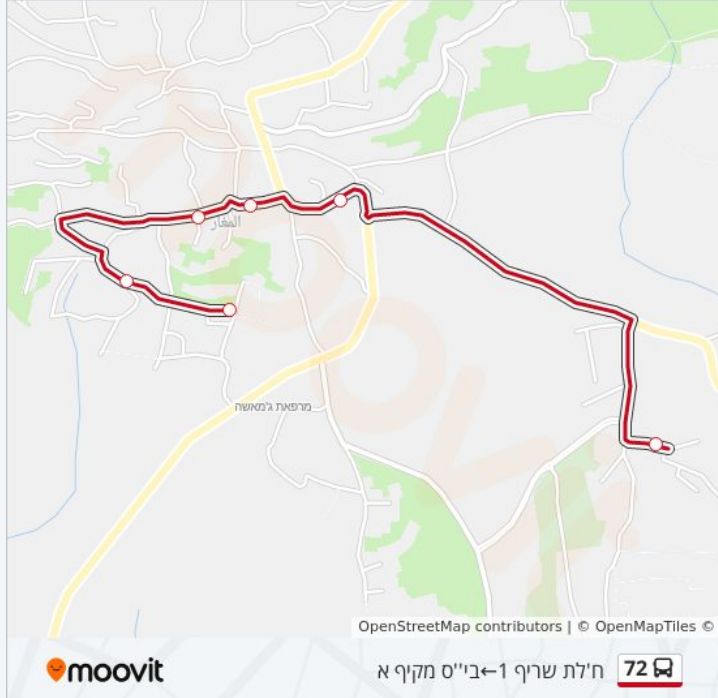 المغار
מרפאת ג'מאשה
OpenStreetMap contributors | © OpenMapTiles ©
72 ח'לת שריף 1←בי''ס מקיף א
moovit